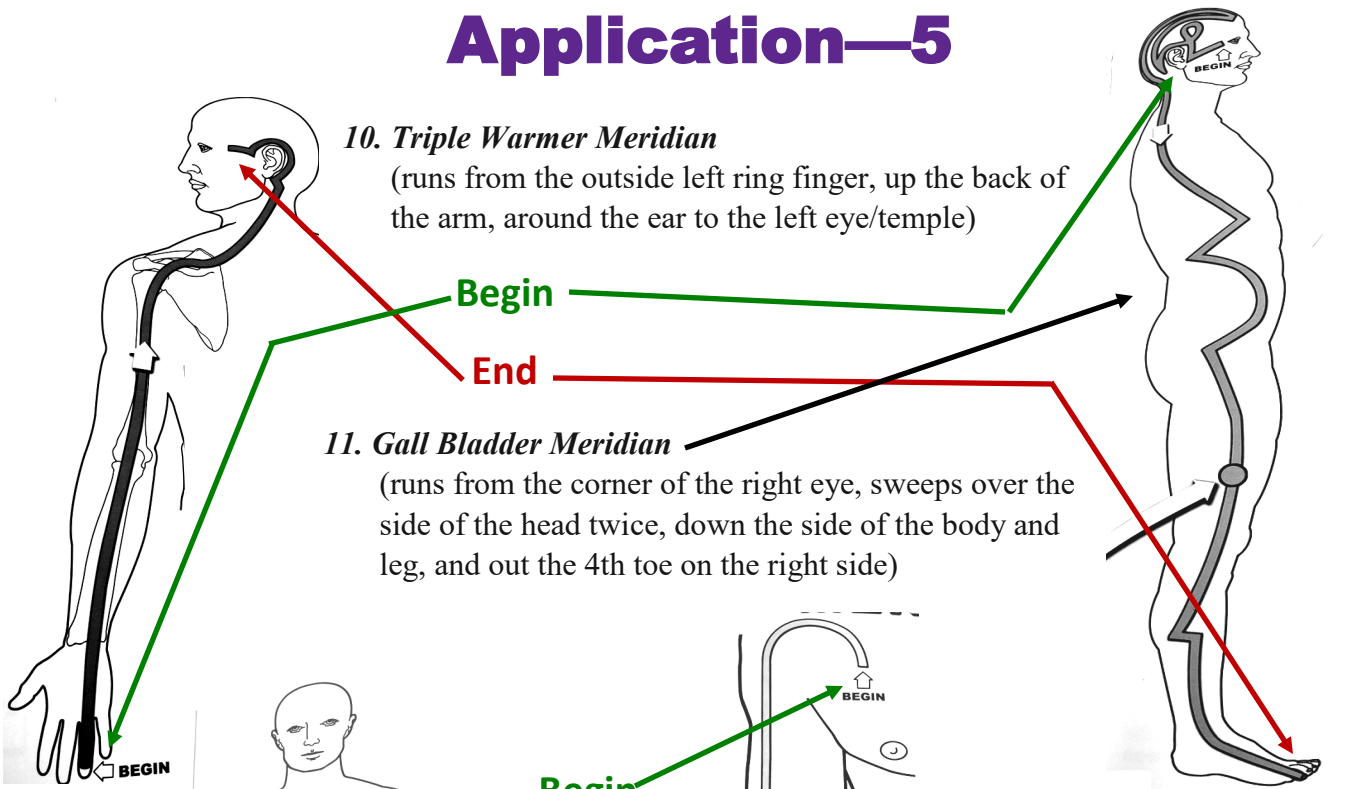 Application—5
BEGIN
10. Triple Warmer Meridian
(runs from the outside left ring finger, up the back of
the arm, around the ear to the left eye/temple)
Begin
End
11. Gall Bladder Meridian
(runs from the corner of the right eye, sweeps over the
side of the head twice, down the side of the body and
leg, and out the 4th toe on the right side)
BEGIN
BEGIN
Begin